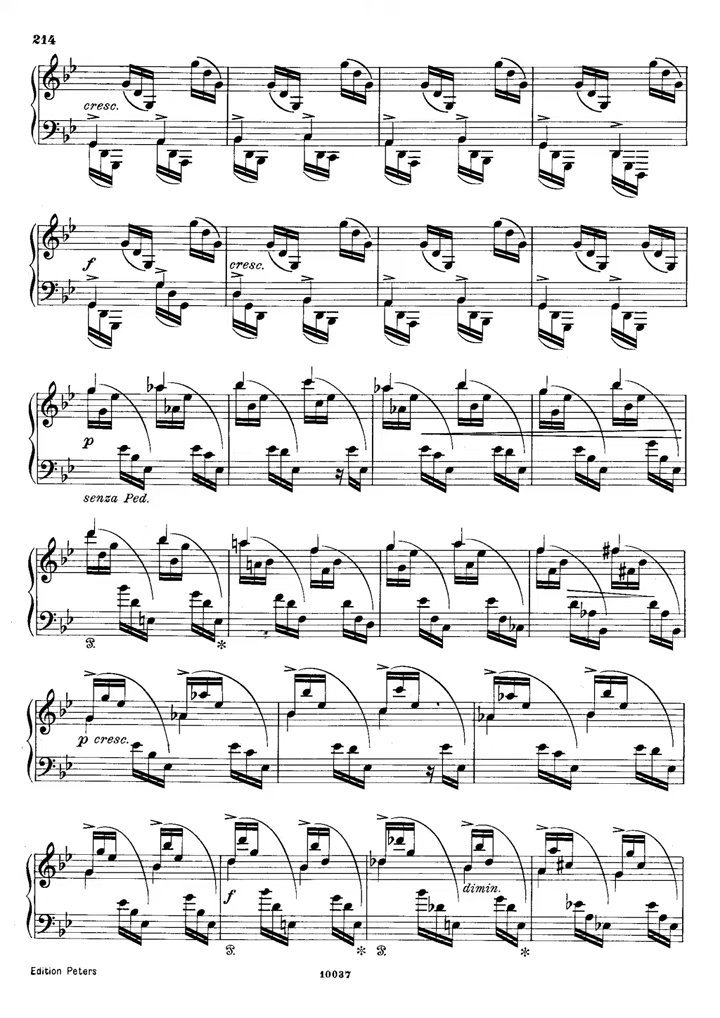 214
cresc.
f
cresc.
p
senza Ped.
𝆮.
*
p cresc.
f
dimin.
𝆮.
*
𝆮.
*
Edition Peters
10037